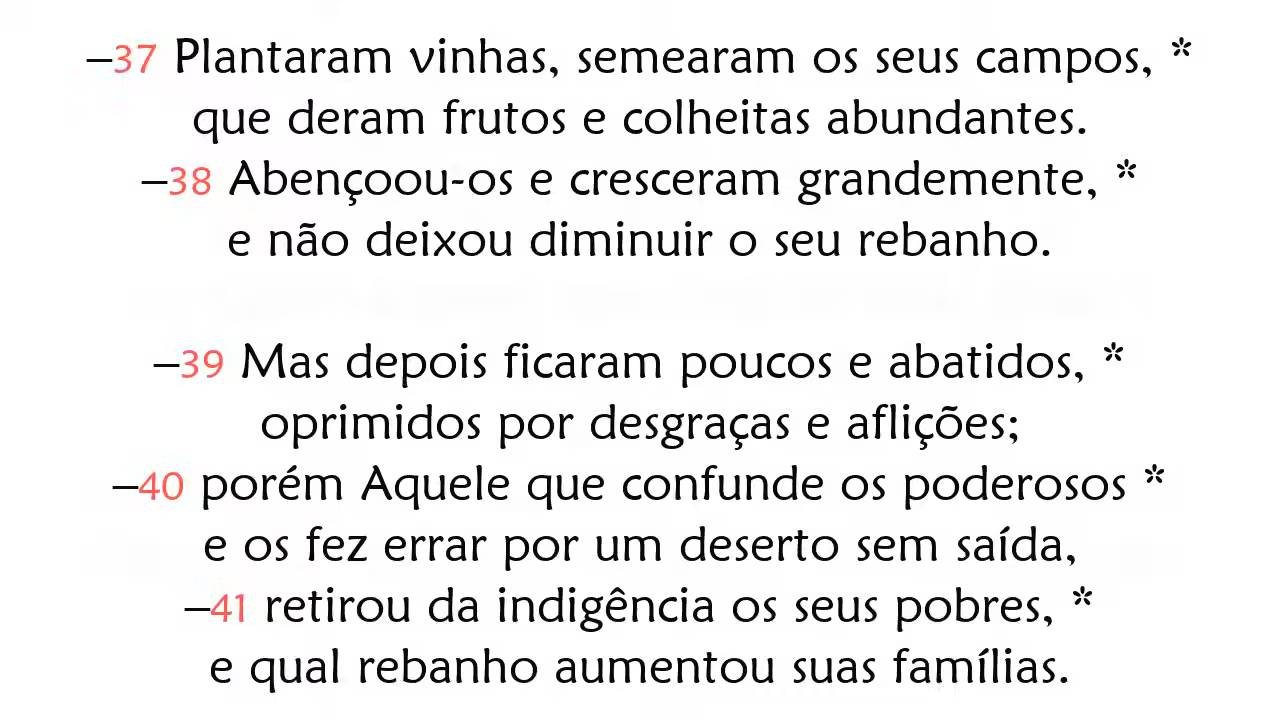 –37 Plantaram vinhas, semearam os seus campos, *
que deram frutos e colheitas abundantes.
–38 Abençoou-os e cresceram grandemente, *
e não deixou diminuir o seu rebanho.
–39 Mas depois ficaram poucos e abatidos, *
oprimidos por desgraças e aflições;
–40 porém Aquele que confunde os poderosos *
e os fez errar por um deserto sem saída,
–41 retirou da indigência os seus pobres, *
e qual rebanho aumentou suas famílias.